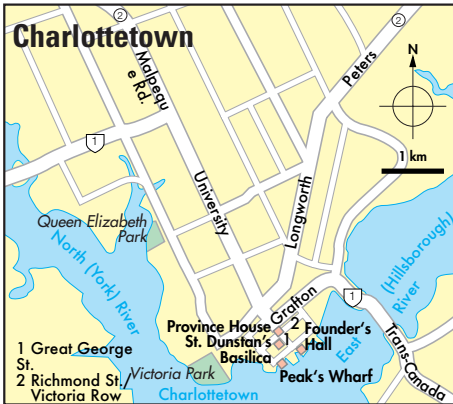 Charlottetown
2
Malpequ
e Rd.
2
Peters
N
1 km
1
University
Longworth
Queen Elizabeth
Park
North (York) River
(Hillsborough)
River
East
1
Grafton
Trans-Canada
Province House
2
Founder's
Hall
St. Dunstan's
1
Basilica
Peak's Wharf
1 Great George
St.
2 Richmond St./
Victoria Row
Victoria Park
Charlottetown